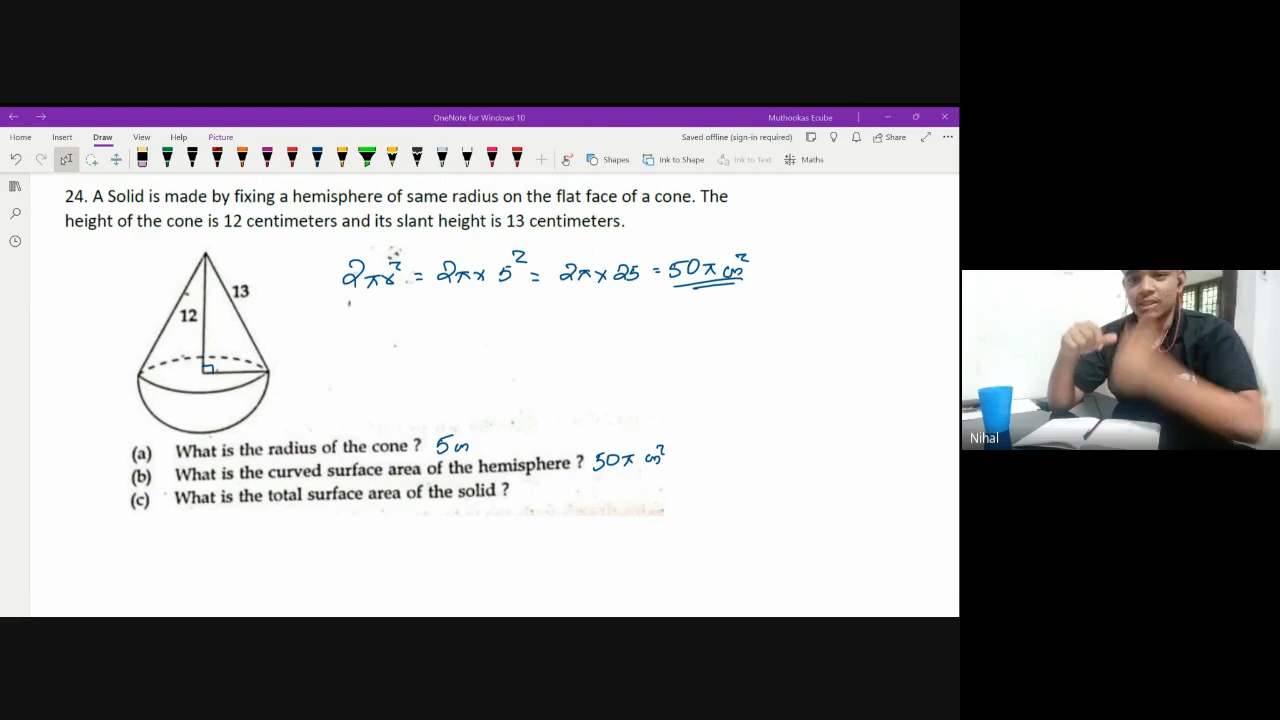 OneNote for Windows 10
Muthookas Ecube
Home Insert Draw View Help Picture
Saved offline (sign-in required) Share
Shapes Ink to Shape Ink to Text Maths
24. A Solid is made by fixing a hemisphere of same radius on the flat face of a cone. The
height of the cone is 12 centimeters and its slant height is 13 centimeters.
2πr² = 2π × 5² = 2π × 25 = 50π cm²
13
12
(a) What is the radius of the cone ? 5cm
(b) What is the curved surface area of the hemisphere ? 50π cm²
(c) What is the total surface area of the solid ?
Nihal